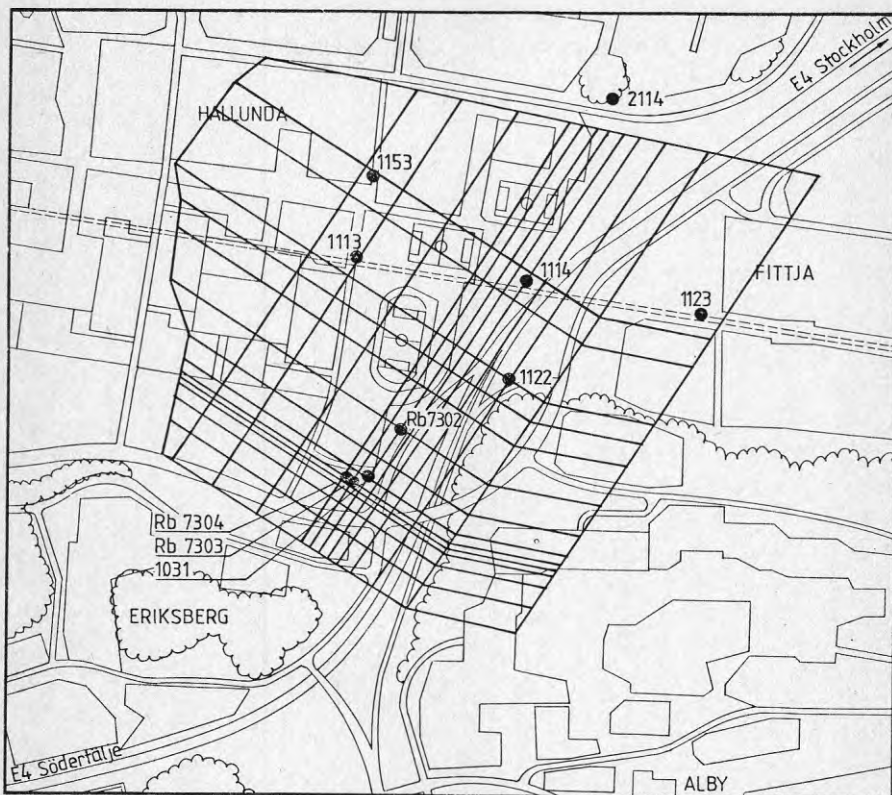 E4 Stockholm
2114
HALLUNDA
1153
1113
1114
FITTJA
1123
1122
Rb7302
Rb 7304
Rb 7303
1031
ERIKSBERG
E4 Södertälje
ALBY